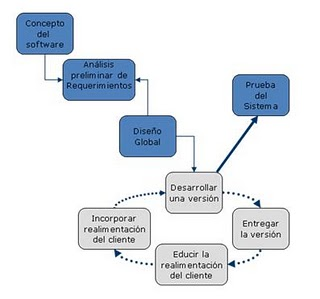 Concepto
del
software
Análisis
preliminar de
Requerimientos
Diseño
Global
Prueba
del
Sistema
Desarrollar
una versión
Entregar
la versión
Educir la
realimentación
del cliente
Incorporar
realimentación
del cliente